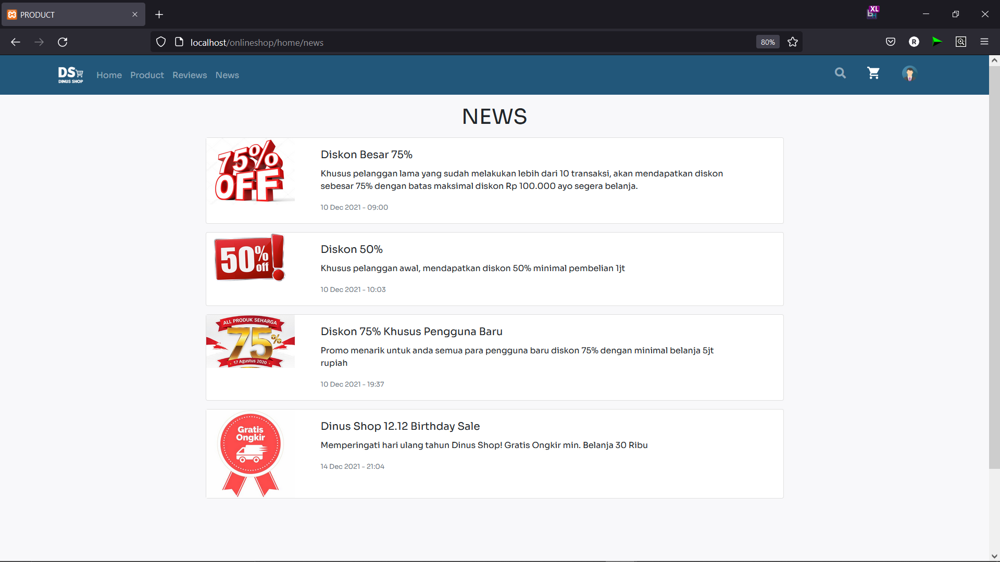 PRODUCT
XL
localhost/onlineshop/home/news
80%
R
DS
DINUS SHOP
Home
Product
Reviews
News
NEWS
75%
OFF
Diskon Besar 75%
Khusus pelanggan lama yang sudah melakukan lebih dari 10 transaksi, akan mendapatkan diskon
sebesar 75% dengan batas maksimal diskon Rp 100.000 ayo segera belanja.
10 Dec 2021 - 09:00
50%
off
!
Diskon 50%
Khusus pelanggan awal, mendapatkan diskon 50% minimal pembelian 1jt
10 Dec 2021 - 10:03
ALL PRODUK SEHARGA
75%
17 Agustus 2020
Diskon 75% Khusus Pengguna Baru
Promo menarik untuk anda semua para pengguna baru diskon 75% dengan minimal belanja 5jt
rupiah
10 Dec 2021 - 19:37
Gratis
Ongkir
Dinus Shop 12.12 Birthday Sale
Memperingati hari ulang tahun Dinus Shop! Gratis Ongkir min. Belanja 30 Ribu
14 Dec 2021 - 21:04